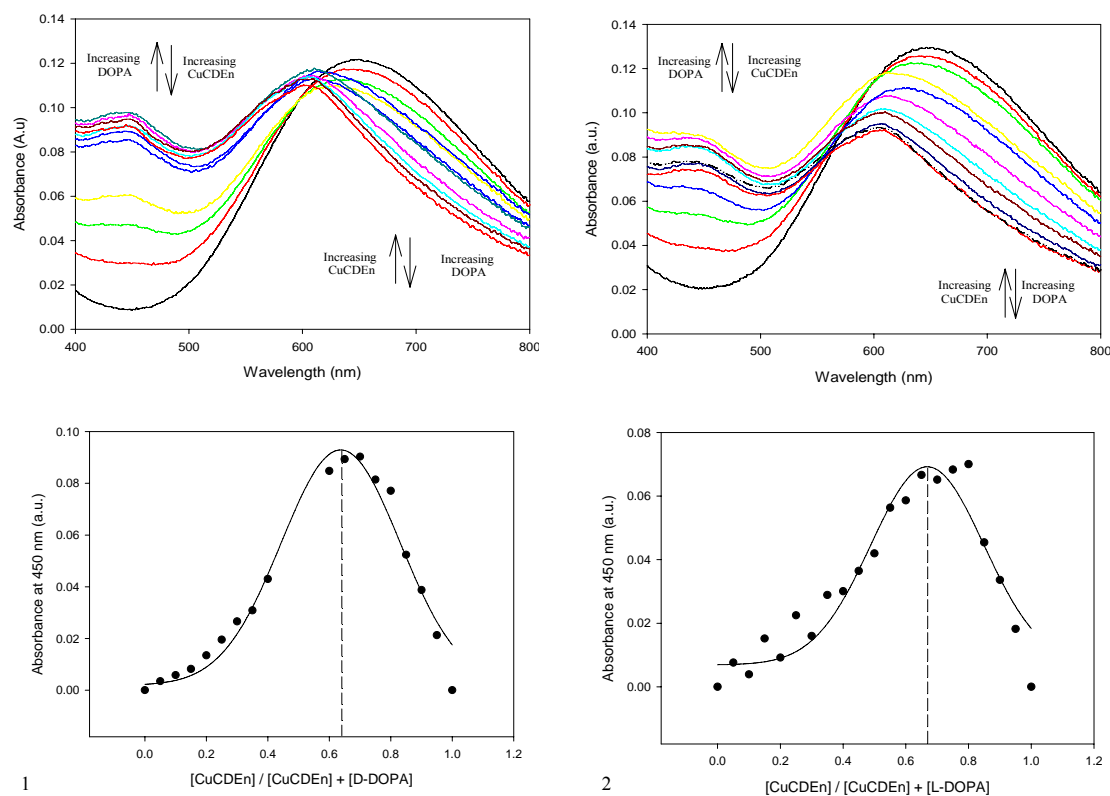 0.14
0.12
0.10
0.08
0.06
0.04
0.02
0.00
Absorbance (A.u)
Increasing
DOPA
Increasing
CuCDEn
Increasing
CuCDEn
Increasing
DOPA
400 500 600 700 800
Wavelength (nm)
0.14
0.12
0.10
0.08
0.06
0.04
0.02
0.00
Absorbance (a.u.)
Increasing
DOPA
Increasing
CuCDEn
Increasing
CuCDEn
Increasing
DOPA
400 500 600 700 800
Wavelength (nm)
0.10
0.08
0.06
0.04
0.02
0.00
Absorbance at 450 nm (a.u.)
0.0 0.2 0.4 0.6 0.8 1.0 1.2
[CuCDEn] / [CuCDEn] + [D-DOPA]
1
0.08
0.06
0.04
0.02
0.00
Absorbance at 450 nm (a.u.)
0.0 0.2 0.4 0.6 0.8 1.0 1.2
[CuCDEn] / [CuCDEn] + [L-DOPA]
2